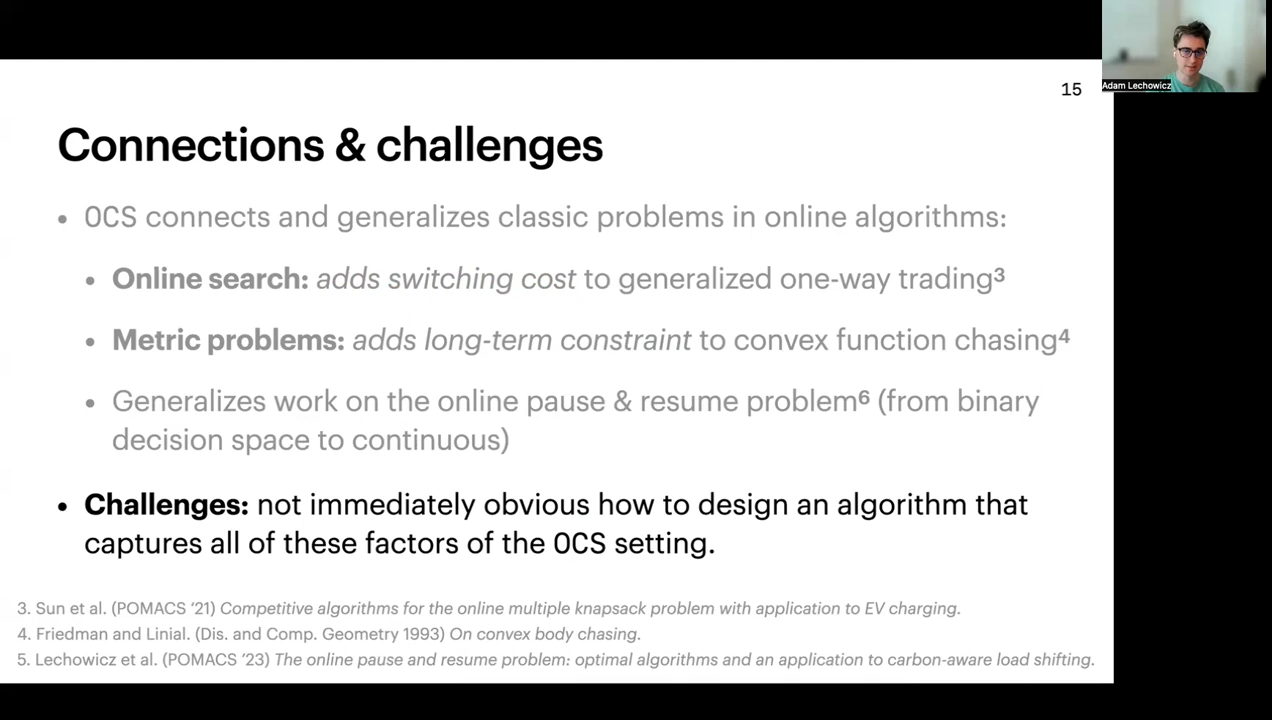 15
Adam Lechowicz
Connections & challenges
• OCS connects and generalizes classic problems in online algorithms:
• Online search: adds switching cost to generalized one-way trading³
• Metric problems: adds long-term constraint to convex function chasing⁴
• Generalizes work on the online pause & resume problem⁶ (from binary
decision space to continuous)
• Challenges: not immediately obvious how to design an algorithm that
captures all of these factors of the OCS setting.
3. Sun et al. (POMACS ‘21) Competitive algorithms for the online multiple knapsack problem with application to EV charging.
4. Friedman and Linial. (Dis. and Comp. Geometry 1993) On convex body chasing.
5. Lechowicz et al. (POMACS ‘23) The online pause and resume problem: optimal algorithms and an application to carbon-aware load shifting.